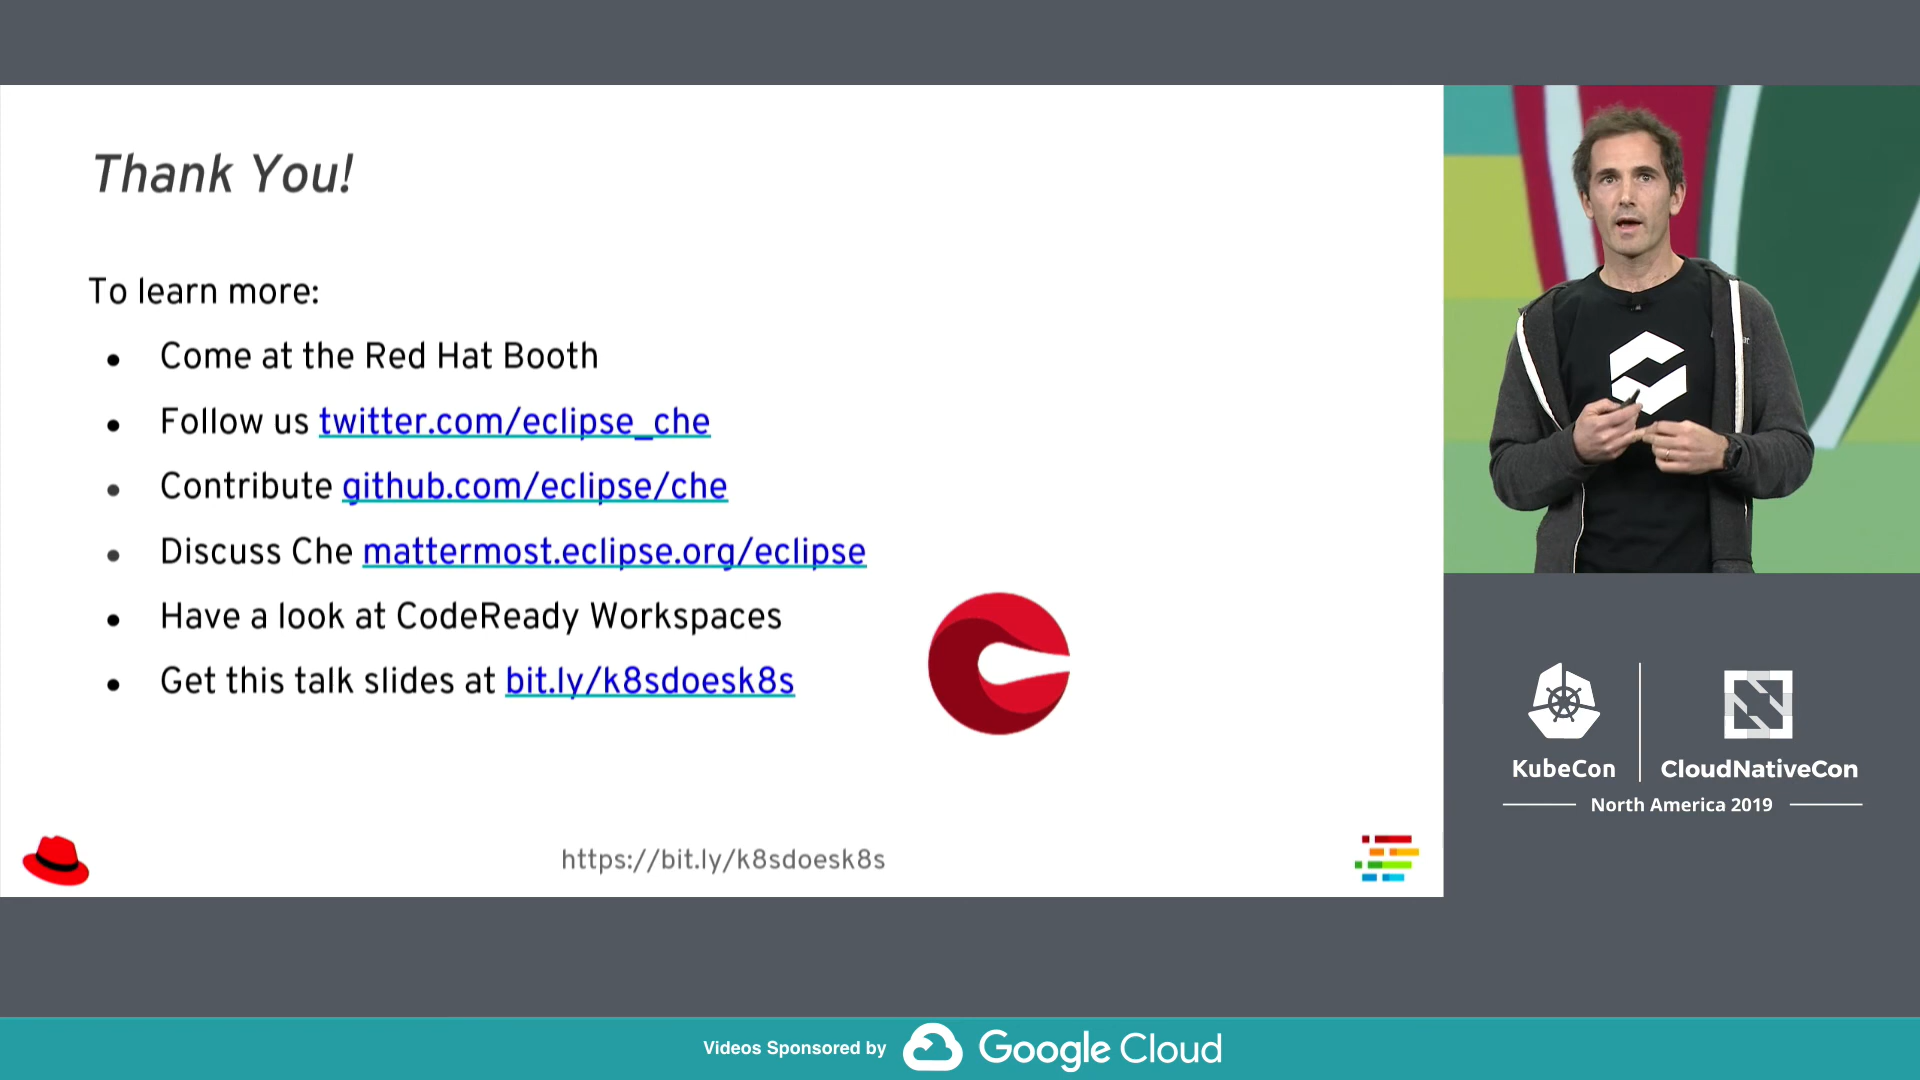 Thank You!
To learn more:
Come at the Red Hat Booth
Follow us twitter.com/eclipse_che
Contribute github.com/eclipse/che
Discuss Che mattermost.eclipse.org/eclipse
Have a look at CodeReady Workspaces
Get this talk slides at bit.ly/k8sdoesk8s
https://bit.ly/k8sdoesk8s
KubeCon
CloudNativeCon
North America 2019
Videos Sponsored by Google Cloud